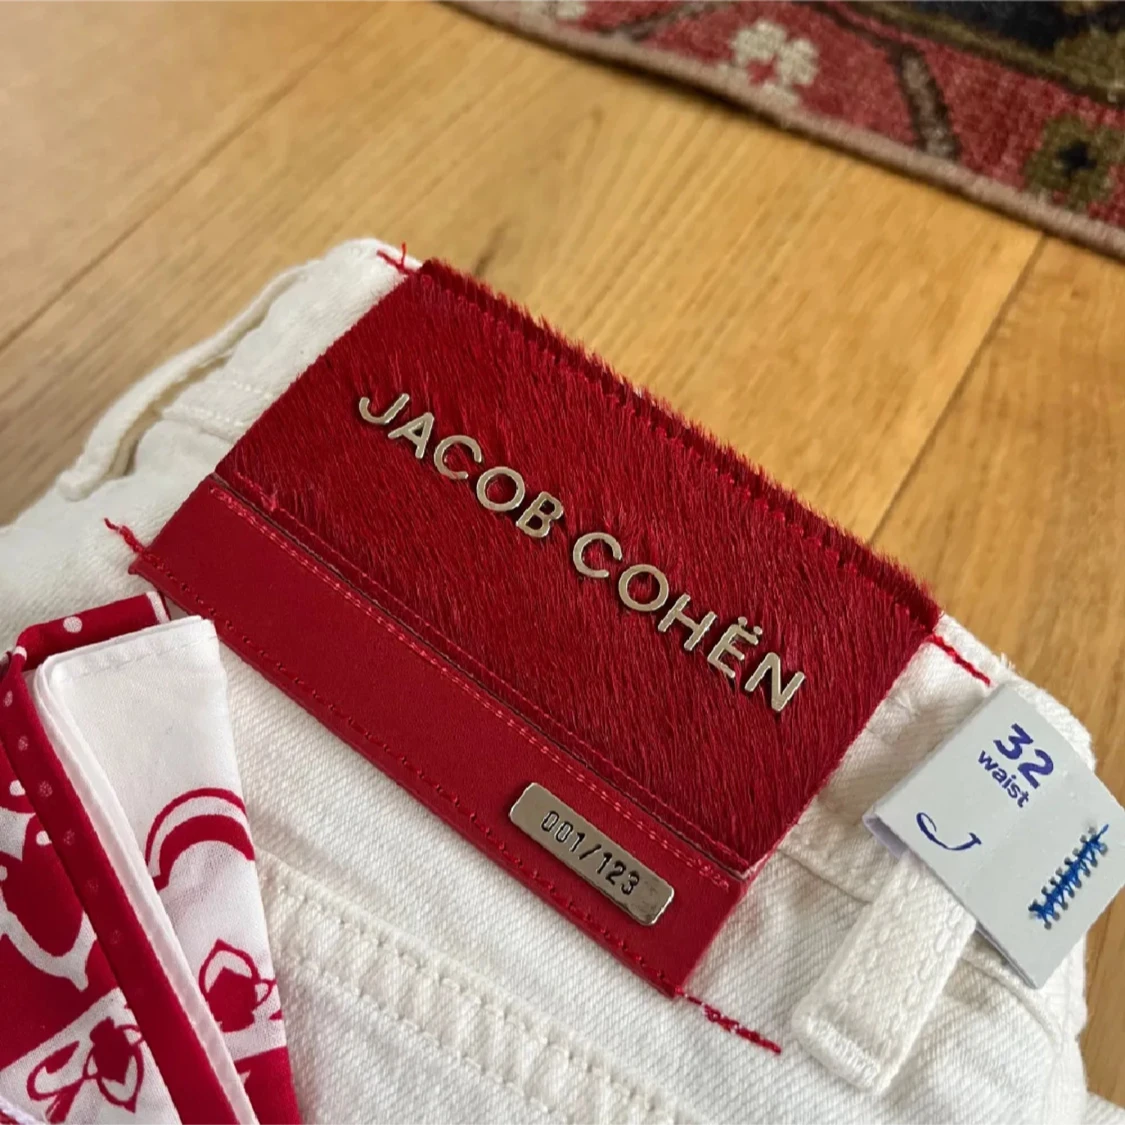 JACOB COHËN
001/123
32
waist
J